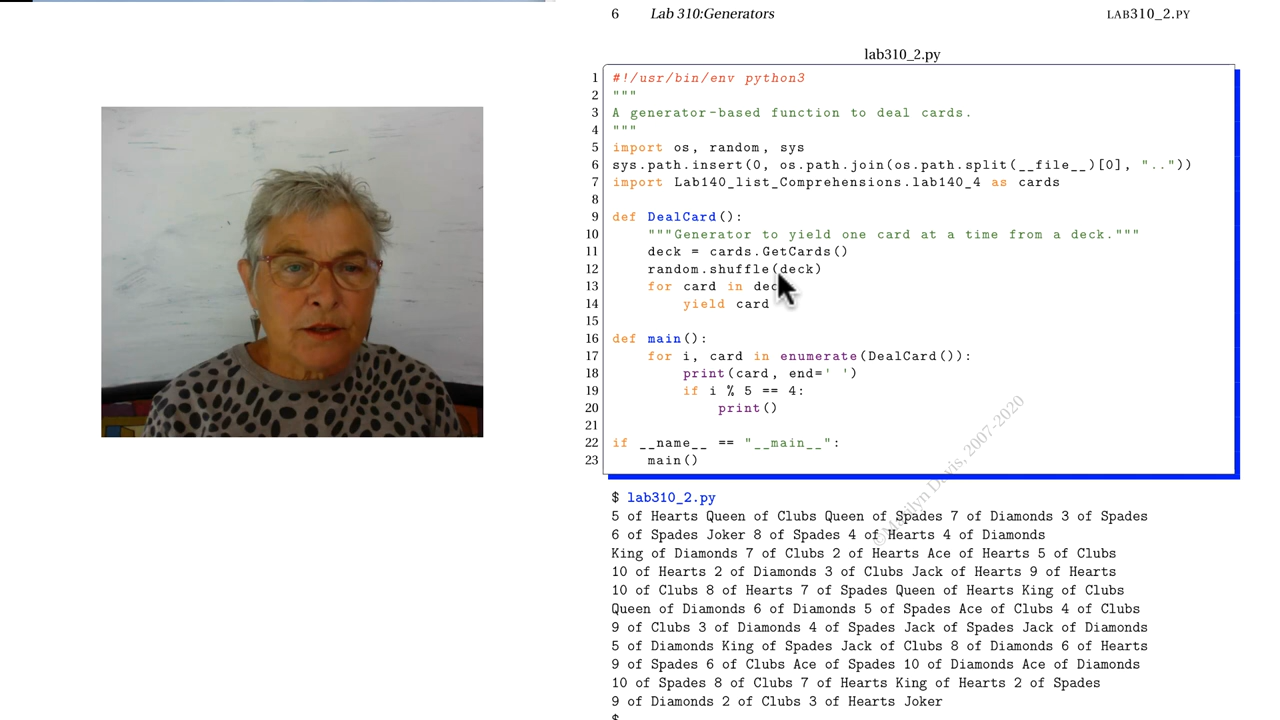 6 Lab 310:Generators LAB310_2.PY
lab310_2.py
1 #!/usr/bin/env python3
2 """
3 A generator-based function to deal cards.
4 """
5 import os, random, sys
6 sys.path.insert(0, os.path.join(os.path.split(__file__)[0], ".."))
7 import Lab140_list_Comprehensions.lab140_4 as cards
8
9 def DealCard():
10     """Generator to yield one card at a time from a deck."""
11     deck = cards.GetCards()
12     random.shuffle(deck)
13     for card in
14         yield card
15
16 def main():
17     for i, card in enumerate(DealCard()):
18         print(card, end=' ')
19         if i % 5 == 4:
20             print()
21
22 if __name__ == "__main__":
23     main()
©Marilyn Davis, 2007-2020
$ lab310_2.py
5 of Hearts Queen of Clubs Queen of Spades 7 of Diamonds 3 of Spades
6 of Spades Joker 8 of Spades 4 of Hearts 4 of Diamonds
King of Diamonds 7 of Clubs 2 of Hearts Ace of Hearts 5 of Clubs
10 of Hearts 2 of Diamonds 3 of Clubs Jack of Hearts 9 of Hearts
10 of Clubs 8 of Hearts 7 of Spades Queen of Hearts King of Clubs
Queen of Diamonds 6 of Diamonds 5 of Spades Ace of Clubs 4 of Clubs
9 of Clubs 3 of Diamonds 4 of Spades Jack of Spades Jack of Diamonds
5 of Diamonds King of Spades Jack of Clubs 8 of Diamonds 6 of Hearts
9 of Spades 6 of Clubs Ace of Spades 10 of Diamonds Ace of Diamonds
10 of Spades 8 of Clubs 7 of Hearts King of Hearts 2 of Spades
9 of Diamonds 2 of Clubs 3 of Hearts Joker
$